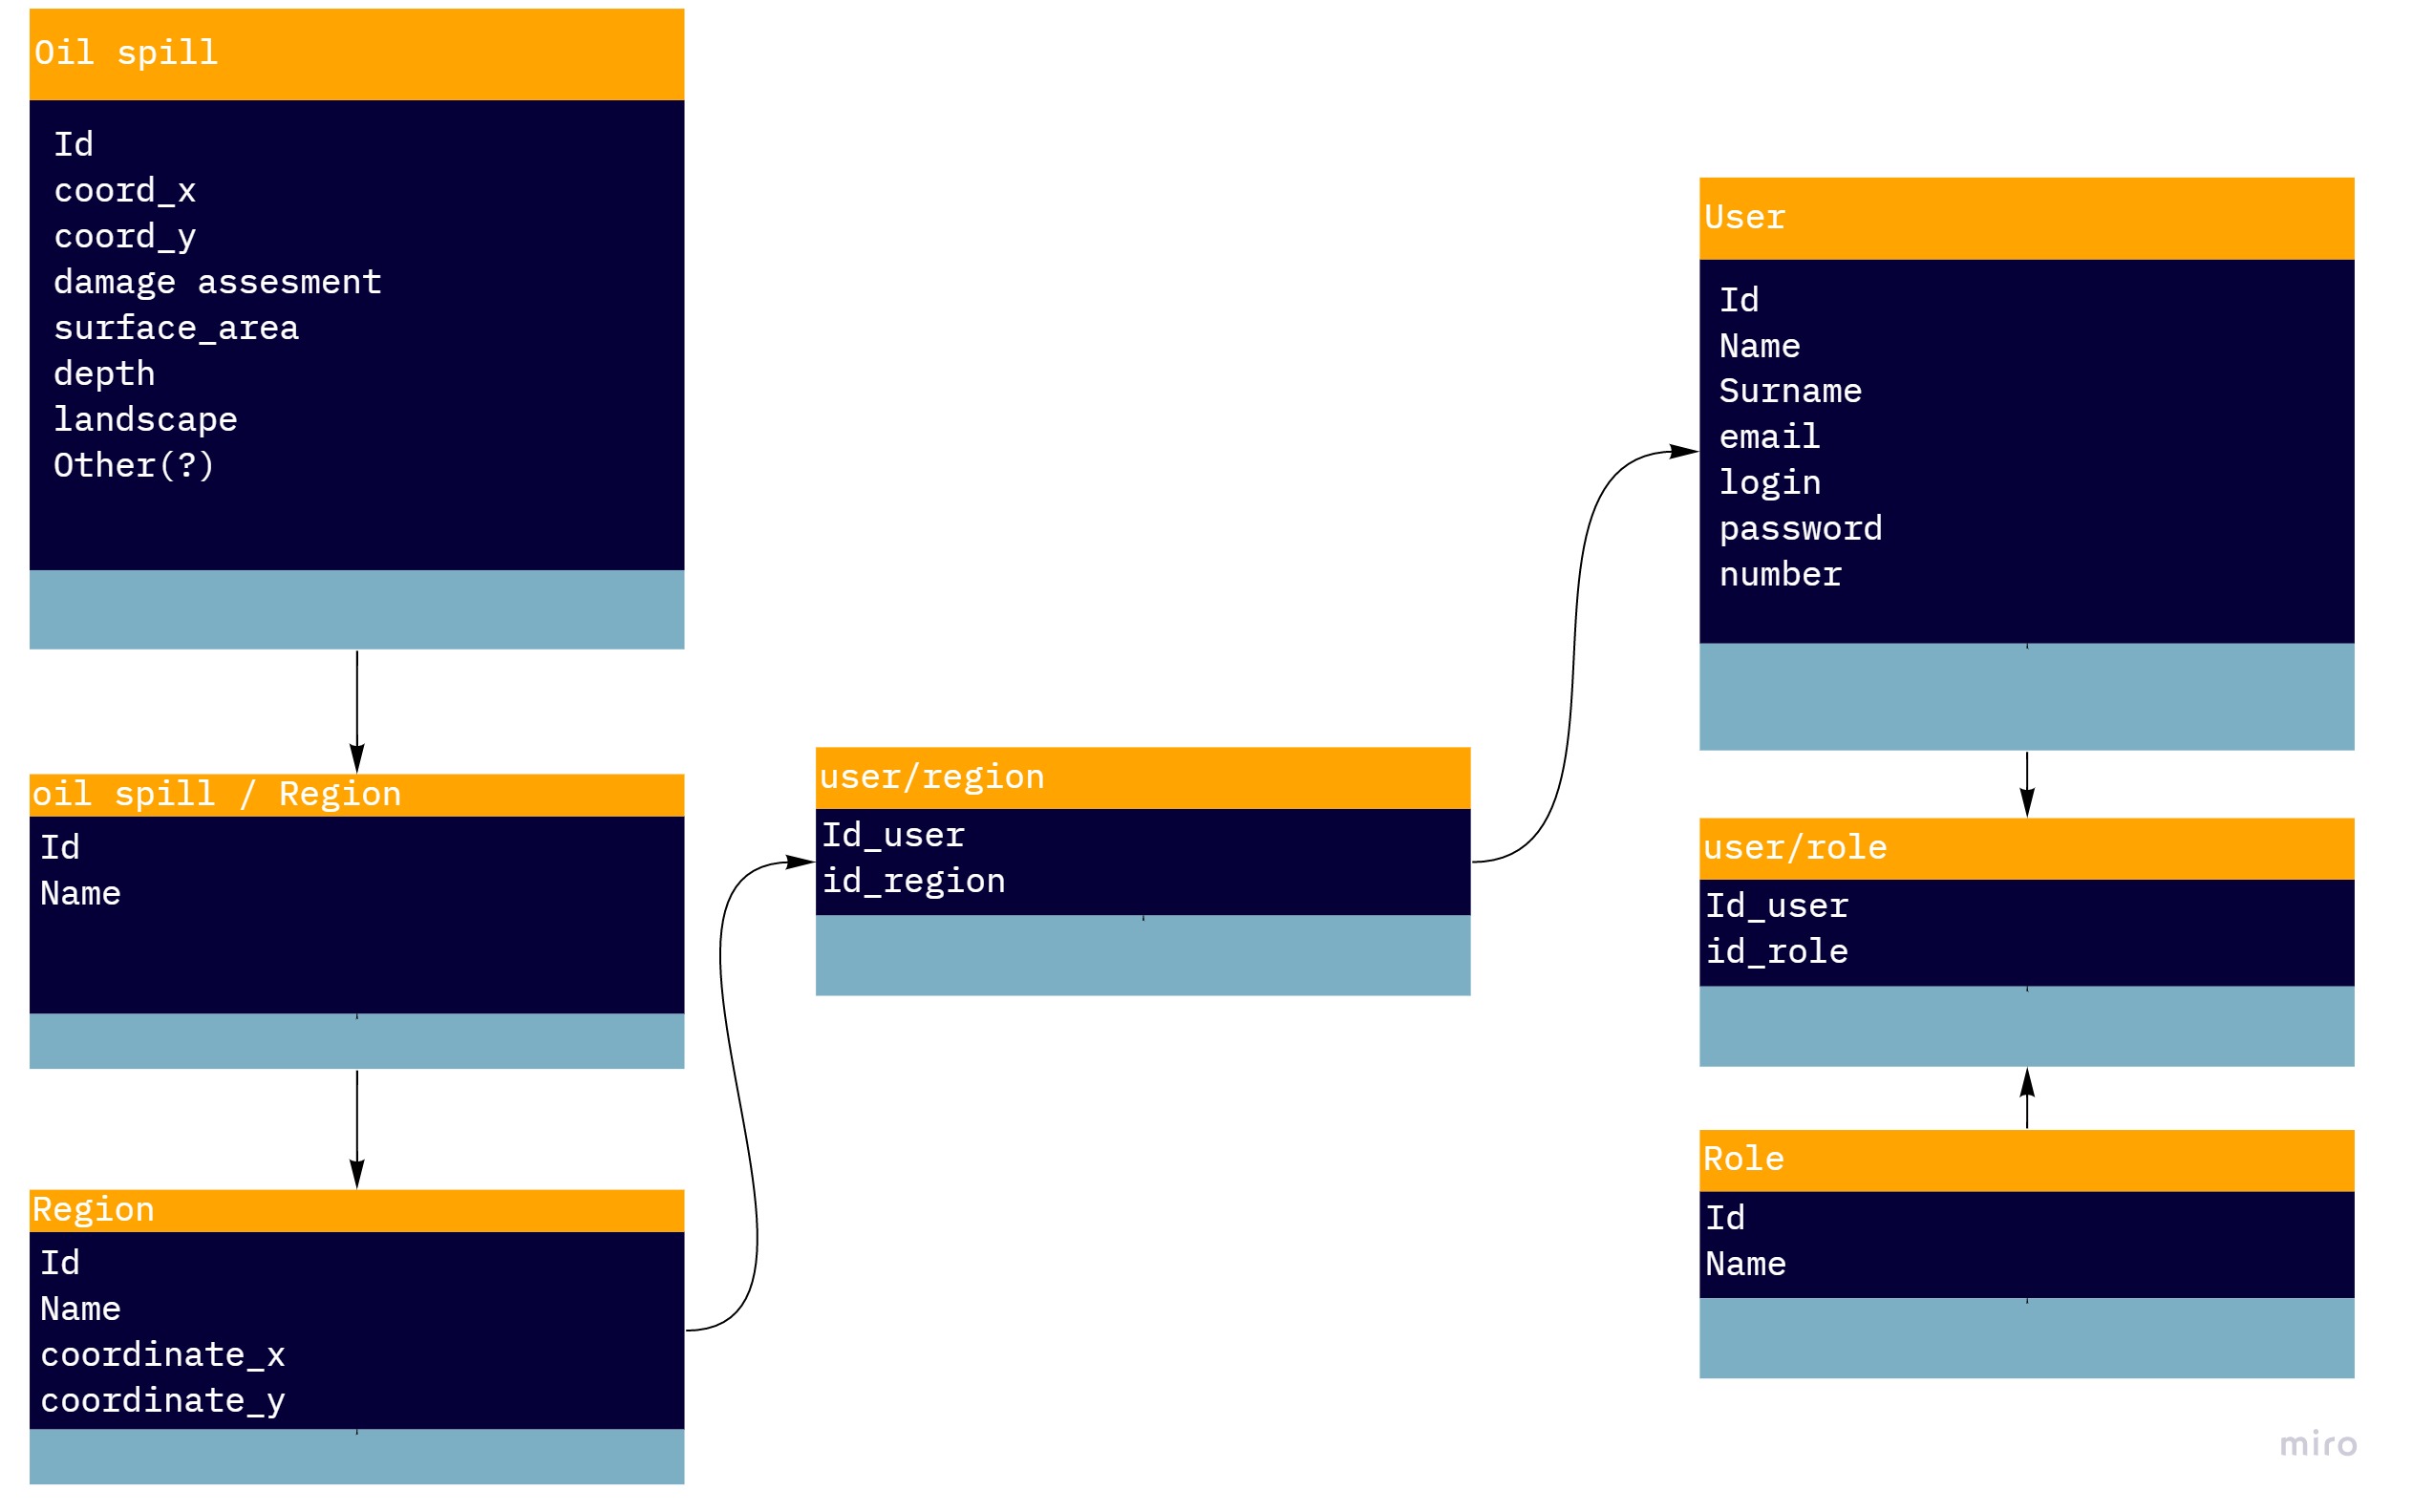 Oil spill
Id
coord_x
coord_y
damage assesment
surface_area
depth
landscape
Other(?)
oil spill / Region
Id
Name
Region
Id
Name
coordinate_x
coordinate_y
user/region
Id_user
id_region
User
Id
Name
Surname
email
login
password
number
user/role
Id_user
id_role
Role
Id
Name
miro